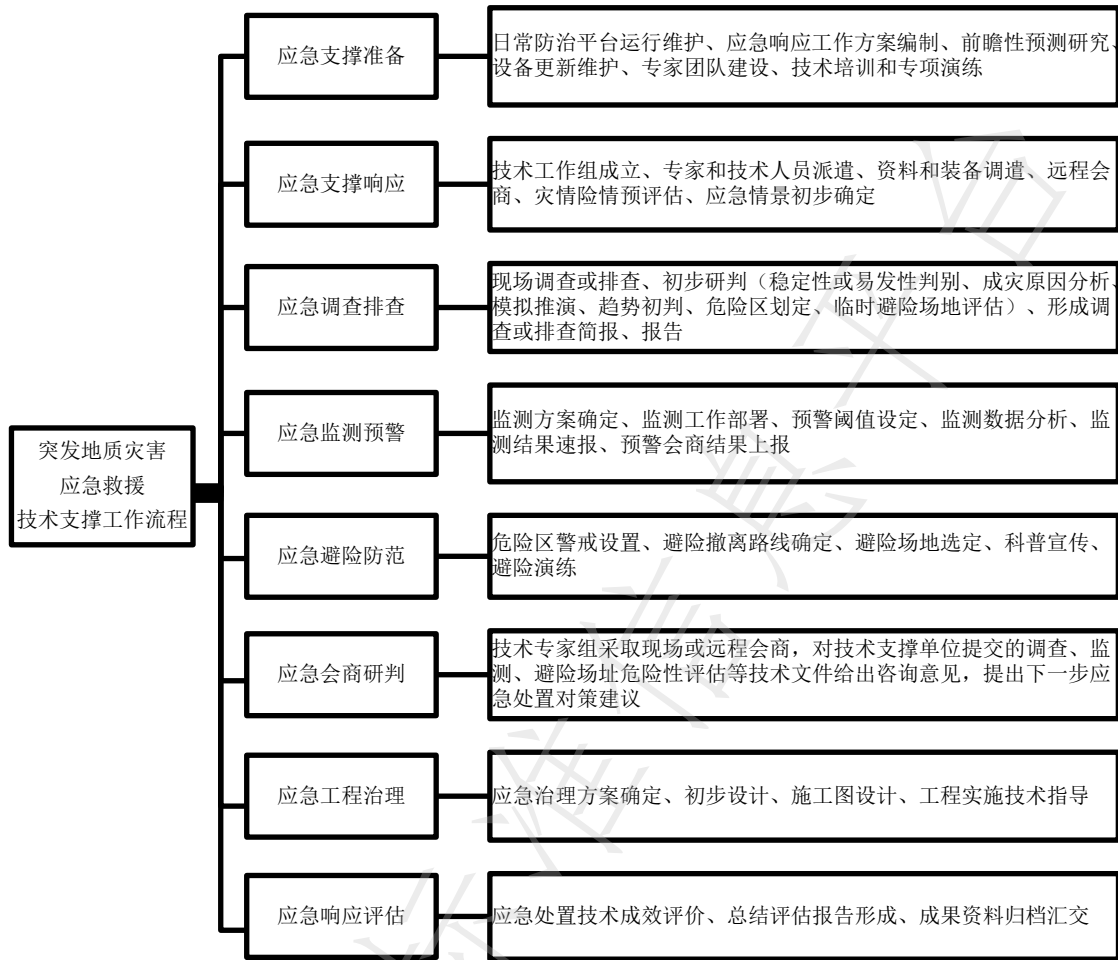 应急支撑准备
日常防治平台运行维护、应急响应工作方案编制、前瞻性预测研究、
设备更新维护、专家团队建设、技术培训和专项演练
应急支撑响应
技术工作组成立、专家和技术人员派遣、资料和装备调遣、远程会
商、灾情险情预评估、应急情景初步确定
应急调查排查
现场调查或排查、初步研判（稳定性或易发性判别、成灾原因分析、
模拟推演、趋势初判、危险区划定、临时避险场地评估）、形成调
查或排查简报、报告
突发地质灾害
应急救援
技术支撑工作流程
应急监测预警
监测方案确定、监测工作部署、预警阈值设定、监测数据分析、监
测结果速报、预警会商结果上报
应急避险防范
危险区警戒设置、避险撤离路线确定、避险场地选定、科普宣传、
避险演练
应急会商研判
技术专家组采取现场或远程会商，对技术支撑单位提交的调查、监
测、避险场址危险性评估等技术文件给出咨询意见，提出下一步应
急处置对策建议
应急工程治理
应急治理方案确定、初步设计、施工图设计、工程实施技术指导
应急响应评估
应急处置技术成效评价、总结评估报告形成、成果资料归档汇交